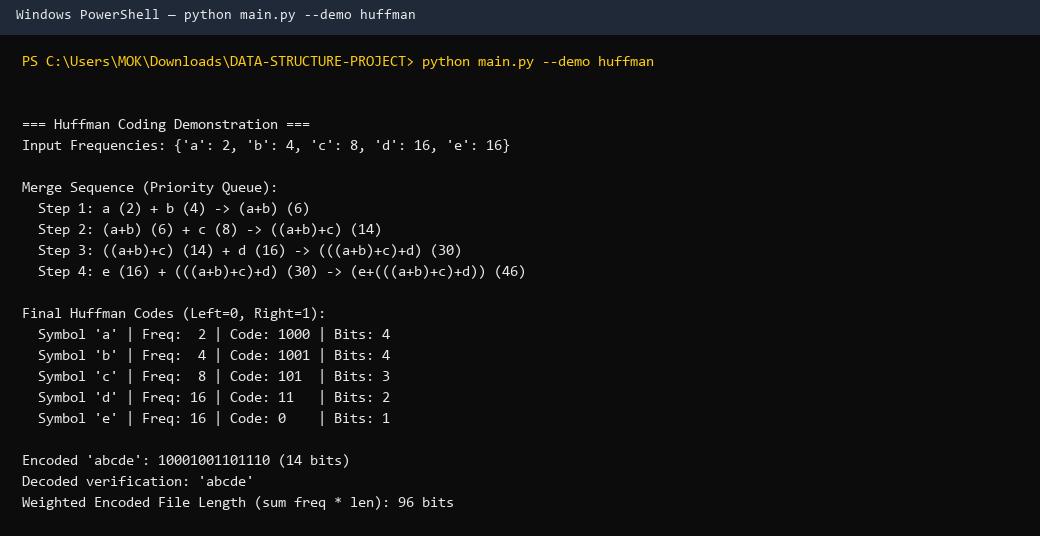 Windows PowerShell — python main.py --demo huffman
PS C:\Users\MOK\Downloads\DATA-STRUCTURE-PROJECT> python main.py --demo huffman
=== Huffman Coding Demonstration ===
Input Frequencies: {'a': 2, 'b': 4, 'c': 8, 'd': 16, 'e': 16}
Merge Sequence (Priority Queue):
  Step 1: a (2) + b (4) -> (a+b) (6)
  Step 2: (a+b) (6) + c (8) -> ((a+b)+c) (14)
  Step 3: ((a+b)+c) (14) + d (16) -> (((a+b)+c)+d) (30)
  Step 4: e (16) + (((a+b)+c)+d) (30) -> (e+(((a+b)+c)+d)) (46)
Final Huffman Codes (Left=0, Right=1):
  Symbol 'a' | Freq:  2 | Code: 1000 | Bits: 4
  Symbol 'b' | Freq:  4 | Code: 1001 | Bits: 4
  Symbol 'c' | Freq:  8 | Code: 101  | Bits: 3
  Symbol 'd' | Freq: 16 | Code: 11   | Bits: 2
  Symbol 'e' | Freq: 16 | Code: 0    | Bits: 1
Encoded 'abcde': 10001001101110 (14 bits)
Decoded verification: 'abcde'
Weighted Encoded File Length (sum freq * len): 96 bits